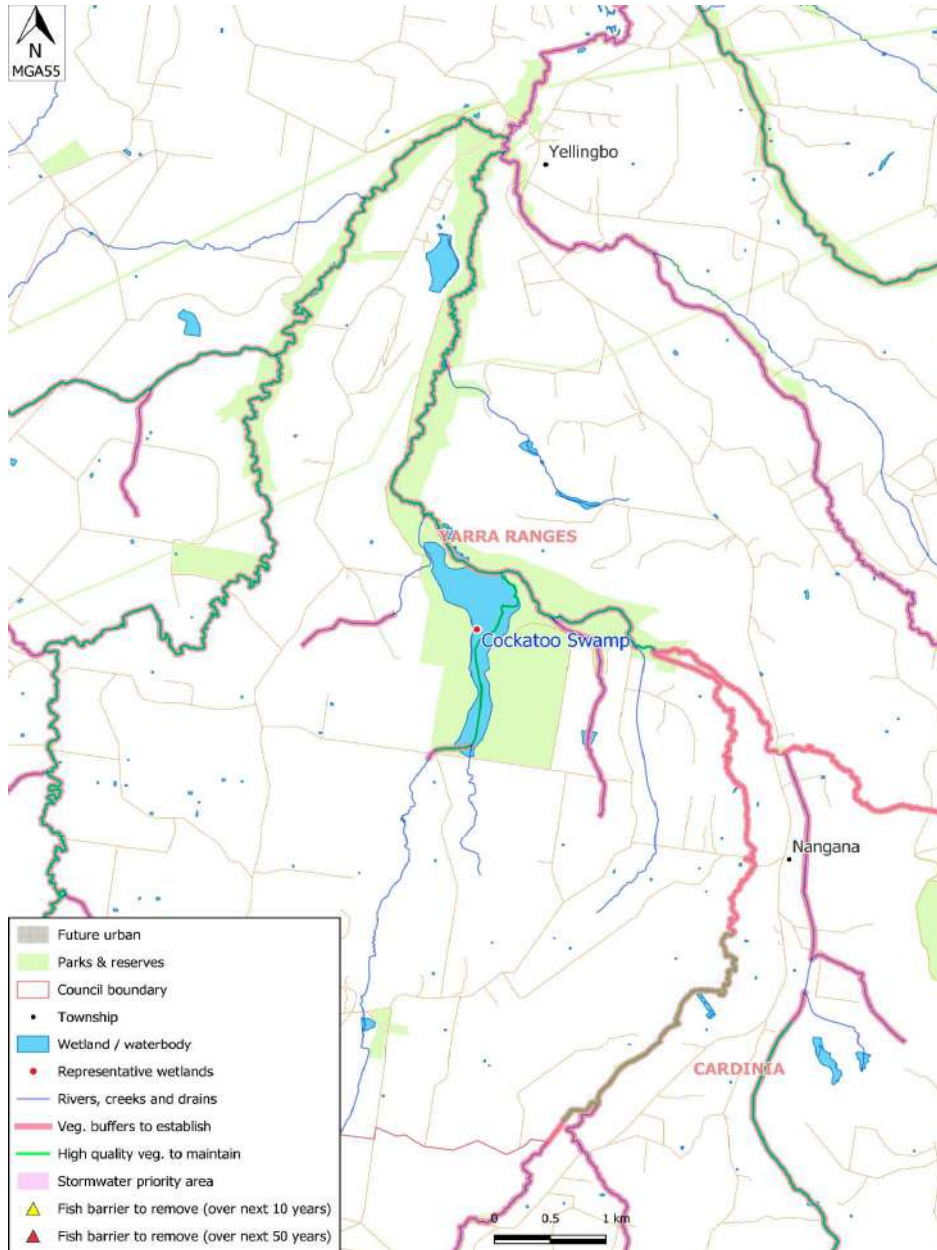 N
MGA55
Yellingbo
YARRA RANGES
Cockatoo Swamp
Nangana
CARDINIA
Future urban
Parks & reserves
Council boundary
Township
Wetland / waterbody
Representative wetlands
Rivers, creeks and drains
Veg. buffers to establish
High quality veg. to maintain
Stormwater priority area
Fish barrier to remove (over next 10 years)
Fish barrier to remove (over next 50 years)
0 0.5 1 km